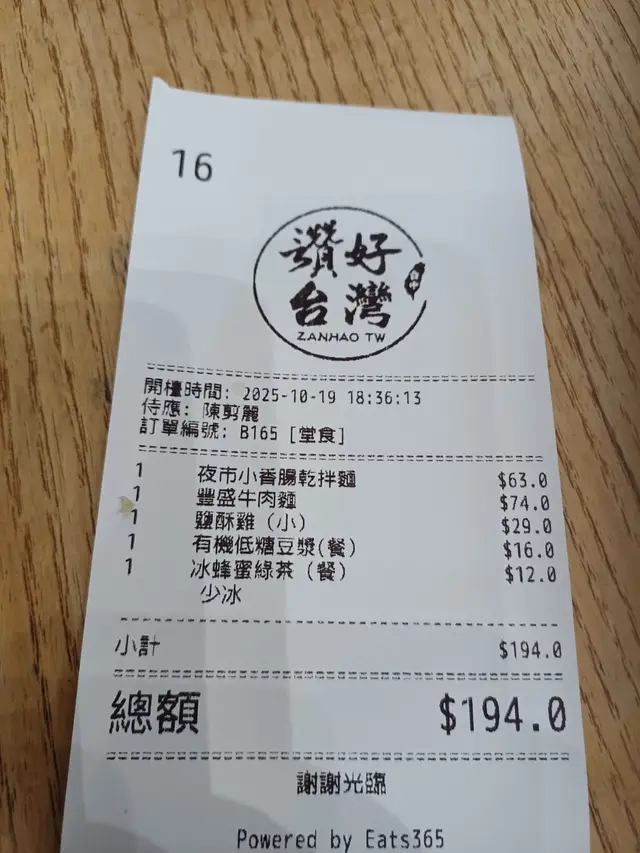 16
讚好
台灣
台中
ZANHAO TW
開檯時間: 2025-10-19 18:36:13
侍應: 陳剪麗
訂單編號: B165 [堂食]
1 夜市小香腸乾拌麵 $63.0
1 豐盛牛肉麵 $74.0
1 鹽酥雞（小） $29.0
1 有機低糖豆漿(餐) $16.0
1 冰蜂蜜綠茶（餐） $12.0
少冰
小計 $194.0
總額 $194.0
謝謝光臨
Powered by Eats365